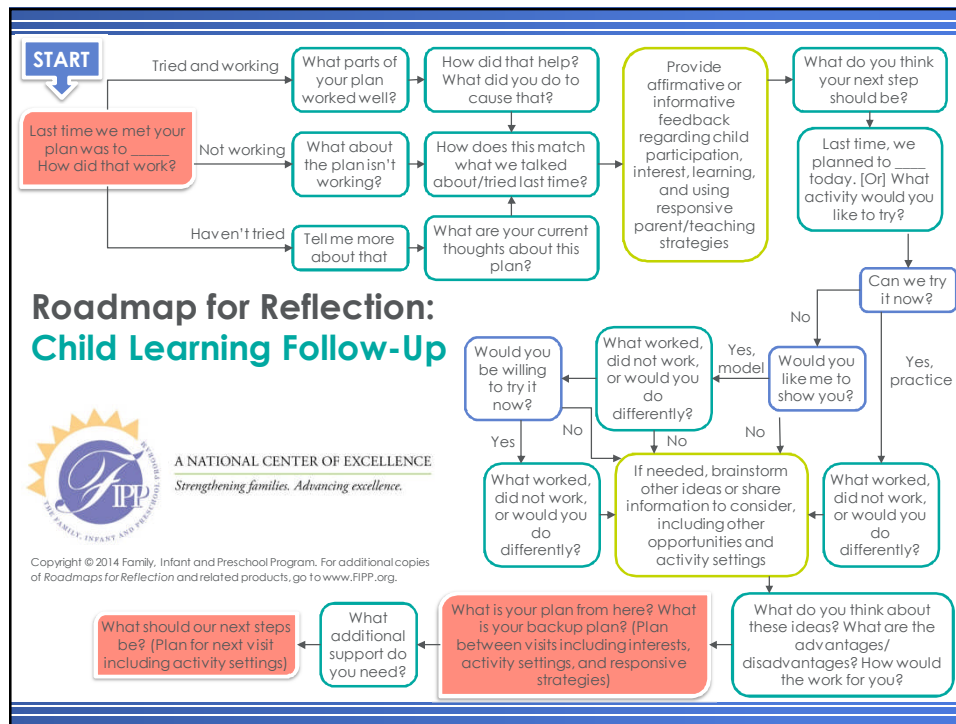 START
Last time we met your
plan was to _____
How did that work?
Tried and working
What parts of
your plan
worked well?
How did that help?
What did you do to
cause that?
Not working
What about
the plan isn't
working?
How does this match
what we talked
about/tried last time?
Haven't tried
Tell me more
about that
What are your current
thoughts about this
plan?
Provide
affirmative or
informative
feedback
regarding child
participation,
interest, learning,
and using
responsive
parent/teaching
strategies
What do you think
your next step
should be?
Last time, we
planned to ____
today. [Or] What
activity would you
like to try?
Can we try
it now?
No
Yes,
practice
Would you
like me to
show you?
Yes,
model
No
What worked,
did not work,
or would you
do
differently?
No
Would you
be willing
to try it
now?
No
Yes
What worked,
did not work,
or would you
do
differently?
If needed, brainstorm
other ideas or share
information to consider,
including other
opportunities and
activity settings
What worked,
did not work,
or would you
do
differently?
What do you think about
these ideas? What are the
advantages/
disadvantages? How would
the work for you?
What is your plan from here? What
is your backup plan? (Plan
between visits including interests,
activity settings, and responsive
strategies)
What
additional
support do
you need?
What should our next steps
be? (Plan for next visit
including activity settings)
Roadmap for Reflection:
Child Learning Follow-Up
FIPP
THE FAMILY, INFANT AND PRESCHOOL PROGRAM
A NATIONAL CENTER OF EXCELLENCE
Strengthening families. Advancing excellence.
Copyright © 2014 Family, Infant and Preschool Program. For additional copies
of Roadmaps for Reflection and related products, go to www.FIPP.org.